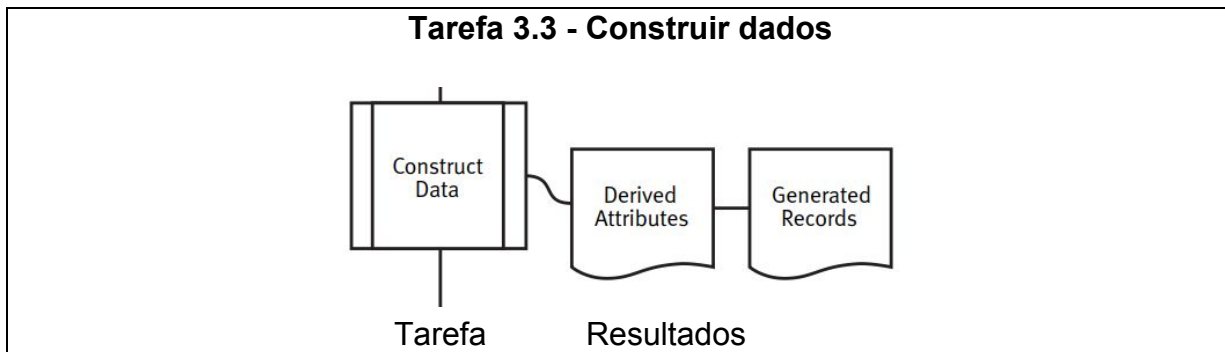 Tarefa 3.3 - Construir dados
Construct
Data
Derived
Attributes
Generated
Records
Tarefa
Resultados